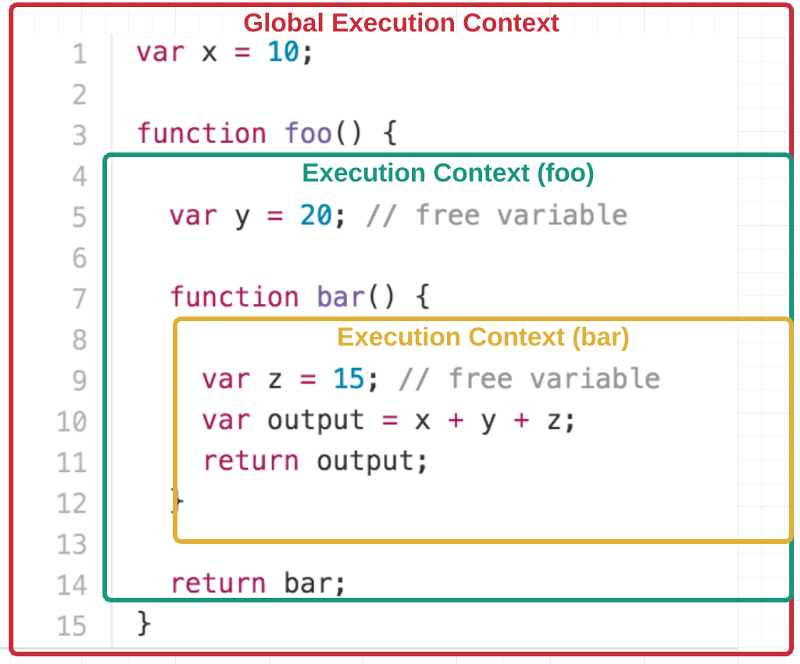 Global Execution Context
1 var x = 10;
2
3 function foo() {
4 Execution Context (foo)
5 var y = 20; // free variable
6
7 function bar() {
8 Execution Context (bar)
9 var z = 15; // free variable
10 var output = x + y + z;
11 return output;
12 }
13
14 return bar;
15 }